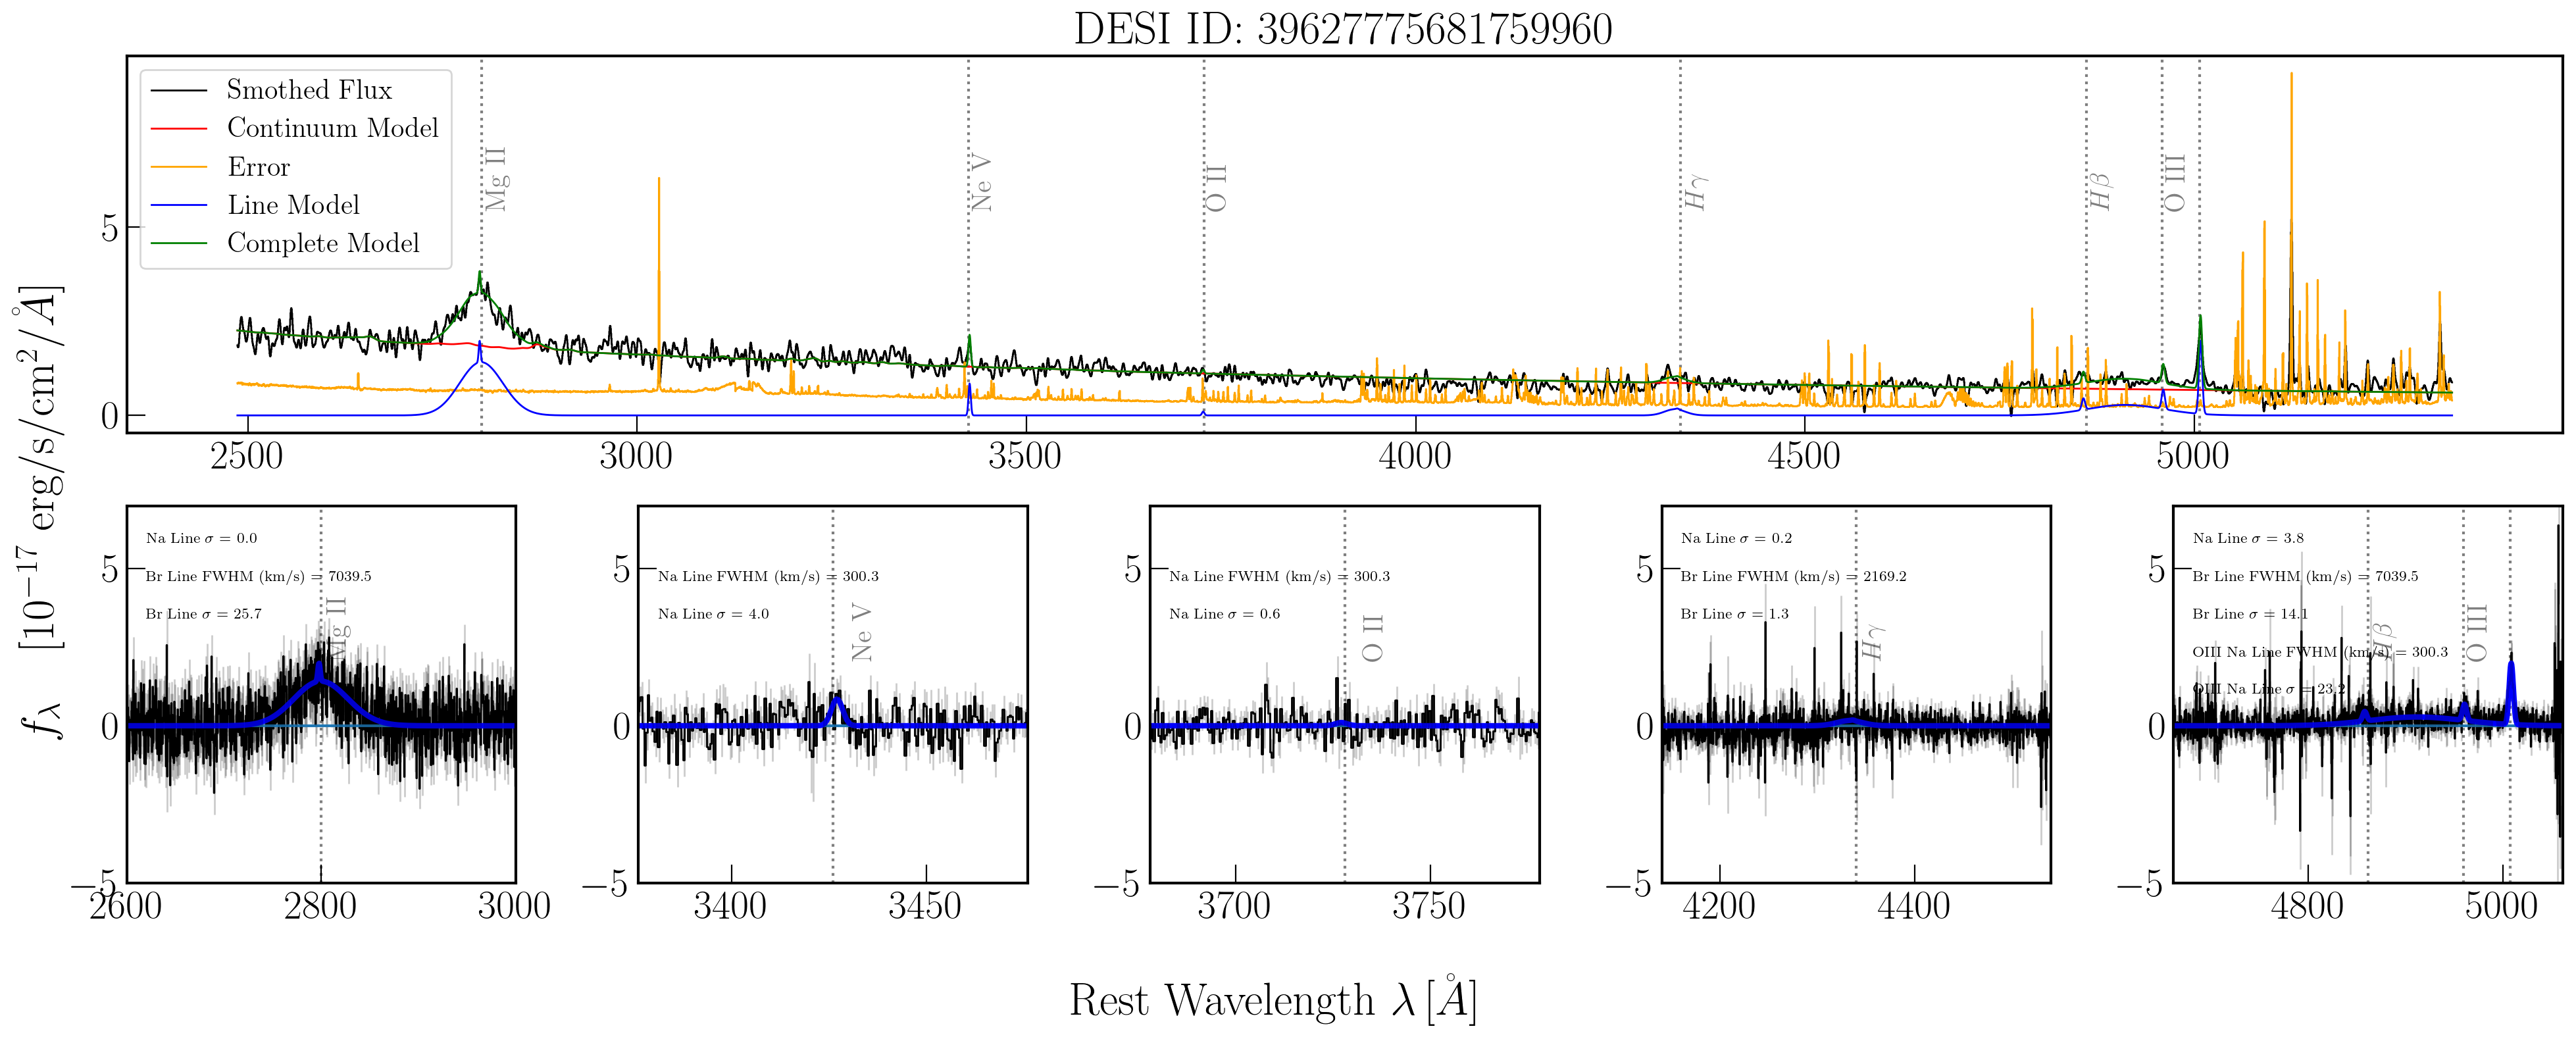 DESI ID: 39627775681759960
Smothed Flux
Continuum Model
Error
Line Model
Complete Model
Mg II
Ne V
O II
Hγ
Hβ
O III
5
0
2500 3000 3500 4000 4500 5000
fλ [10−17 erg/s/cm2/Å]
Na Line σ = 0.0
Br Line FWHM (km/s) = 7039.5
Br Line σ = 25.7
Mg II
5
0
−5
2600 2800 3000
Na Line FWHM (km/s) = 300.3
Na Line σ = 4.0
Ne V
5
0
−5
3400 3450
Na Line FWHM (km/s) = 300.3
Na Line σ = 0.6
O II
5
0
−5
3700 3750
Na Line σ = 0.2
Br Line FWHM (km/s) = 2169.2
Br Line σ = 1.3
Hγ
5
0
−5
4200 4400
Na Line σ = 3.8
Br Line FWHM (km/s) = 7039.5
Br Line σ = 14.1
OIII Na Line FWHM (km/s) = 300.3
OIII Na Line σ = 23.2
Hβ
O III
5
0
−5
4800 5000
Rest Wavelength λ [Å]